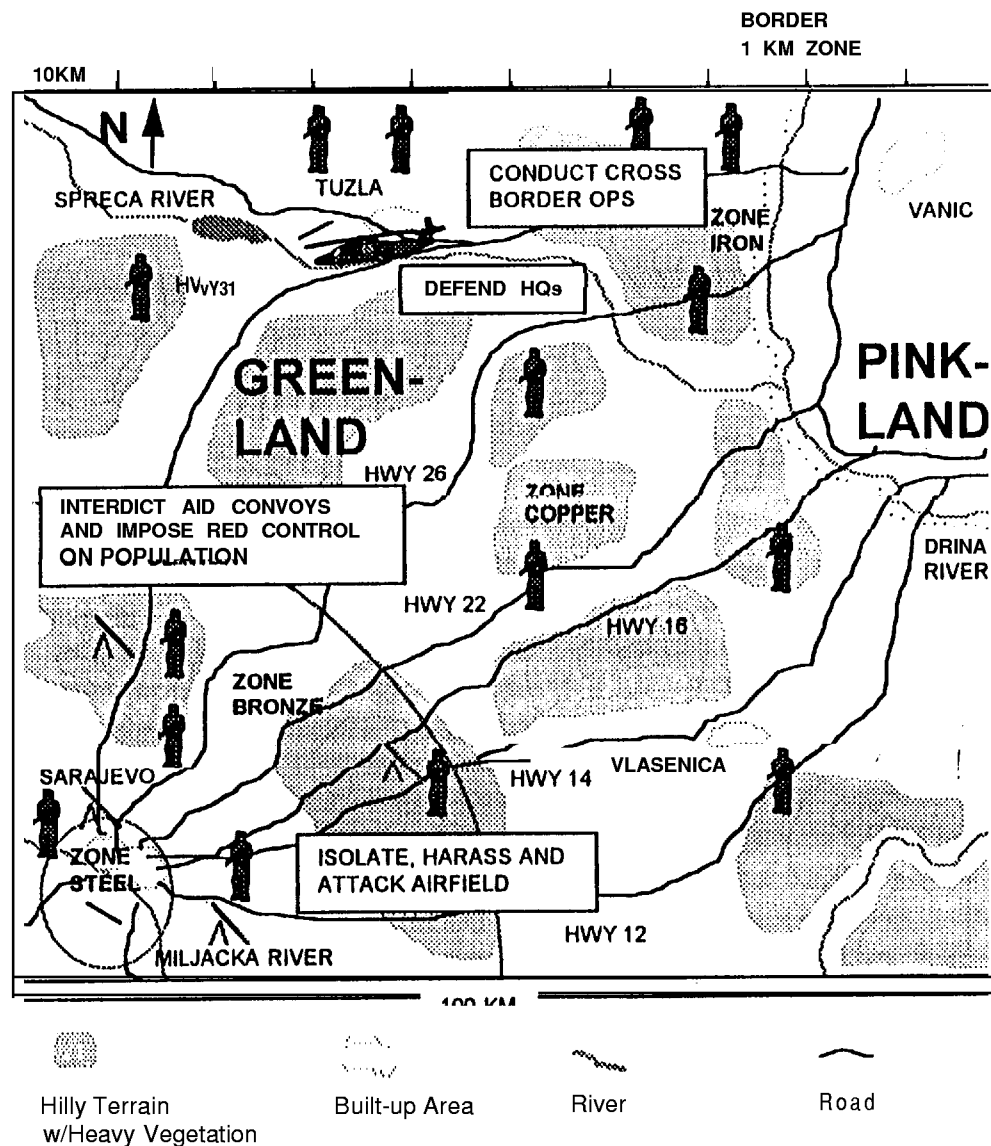 BORDER
1 KM ZONE
10KM
N
TUZLA
SPRECA RIVER
CONDUCT CROSS
BORDER OPS
ZONE
IRON
VANIC
DEFEND HQs
GREEN-
LAND
PINK-
LAND
HWY 26
INTERDICT AID CONVOYS
AND IMPOSE RED CONTROL
ON POPULATION
ZONE
COPPER
DRINA
RIVER
HWY 22
HWY 16
ZONE
BRONZE
HWY 14
VLASENICA
SARAJEVO
ZONE
STEEL
ISOLATE, HARASS AND
ATTACK AIRFIELD
HWY 12
MILJACKA RIVER
100 KM
Hilly Terrain
w/Heavy Vegetation
Built-up Area
River
Road